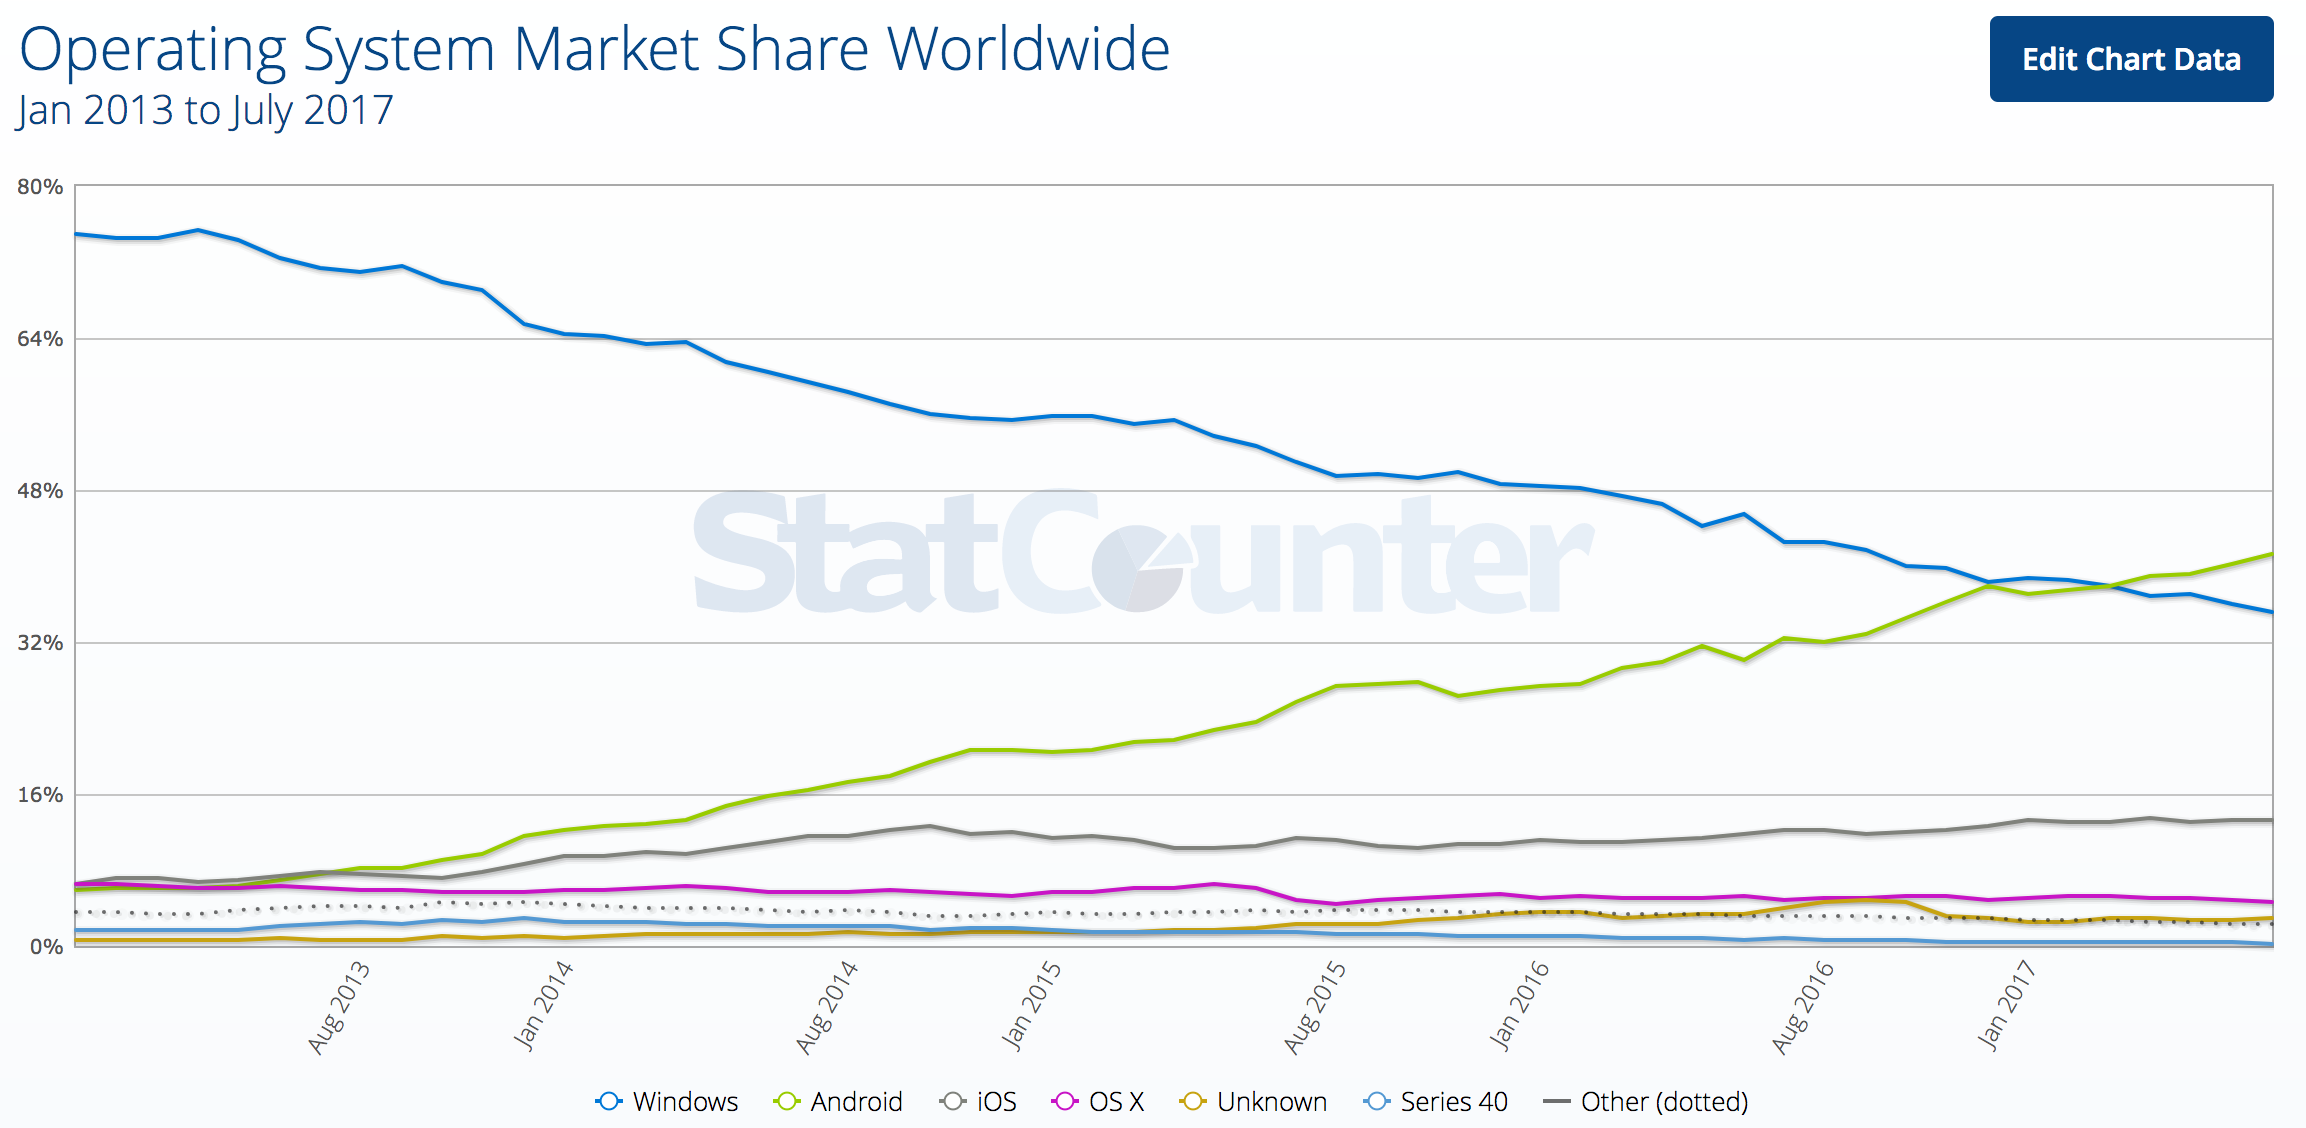 Operating System Market Share Worldwide
Jan 2013 to July 2017
Edit Chart Data
80%
64%
48%
32%
16%
0%
StatCounter
Aug 2013
Jan 2014
Aug 2014
Jan 2015
Aug 2015
Jan 2016
Aug 2016
Jan 2017
Windows
Android
iOS
OS X
Unknown
Series 40
Other (dotted)